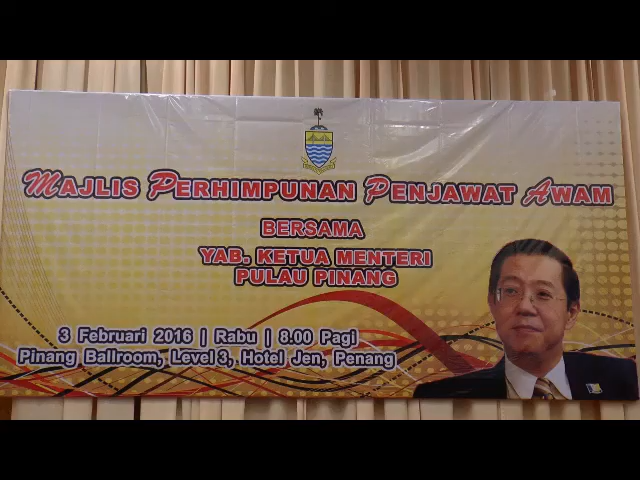 Majlis Perhimpunan Penjawat Awam
BERSAMA
YAB. KETUA MENTERI
PULAU PINANG
3 Februari 2016 | Rabu | 8.00 Pagi
Pinang Ballroom, Level 3, Hotel Jen, Penang